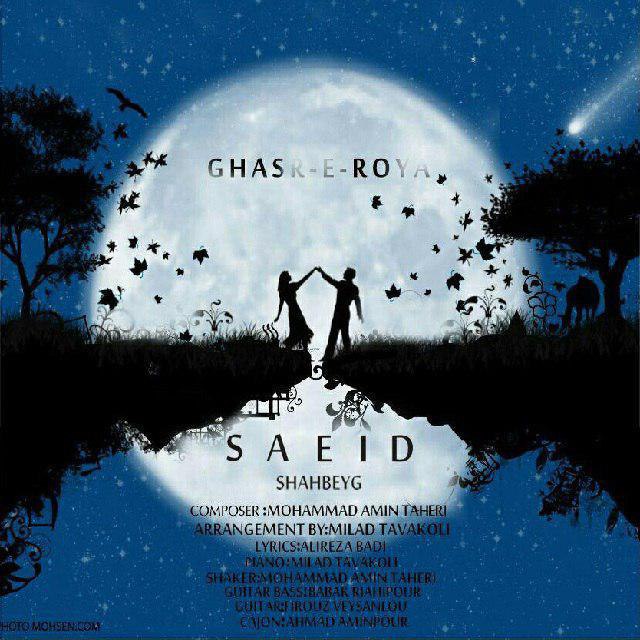 GHASR-E-ROYA
SAEID
SHAHBEYG
COMPOSER :MOHAMMAD AMIN TAHERI
ARRANGEMENT BY:MILAD TAVAKOLI
LYRICS:ALIREZA BADI
PIANO:MILAD TAVAKOLI
SHAKER:MOHAMMAD AMIN TAHERI
GUITAR BASS:BABAK RIAHIPOUR
GUITAR:FIROUZ VEYSANLOU
CAJON:AHMAD AMINPOUR
HOTO.MOHSEN.COM